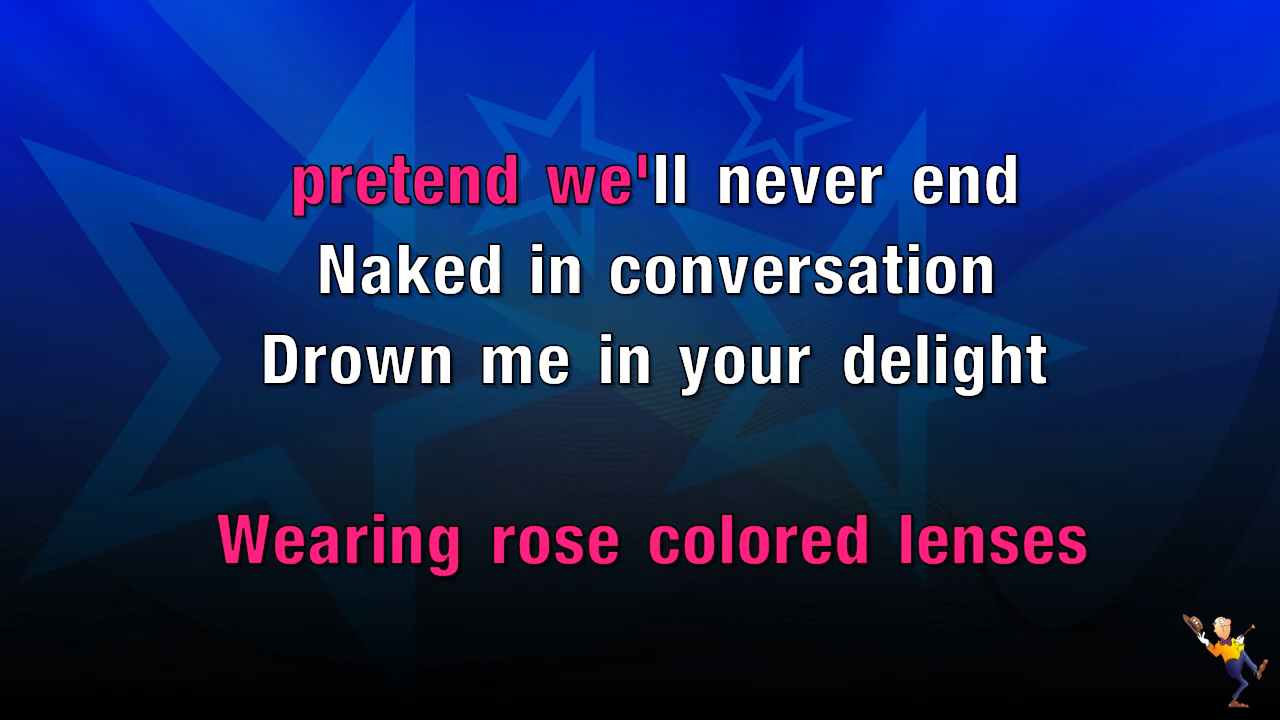 pretend we'll never end
Naked in conversation
Drown me in your delight
Wearing rose colored lenses